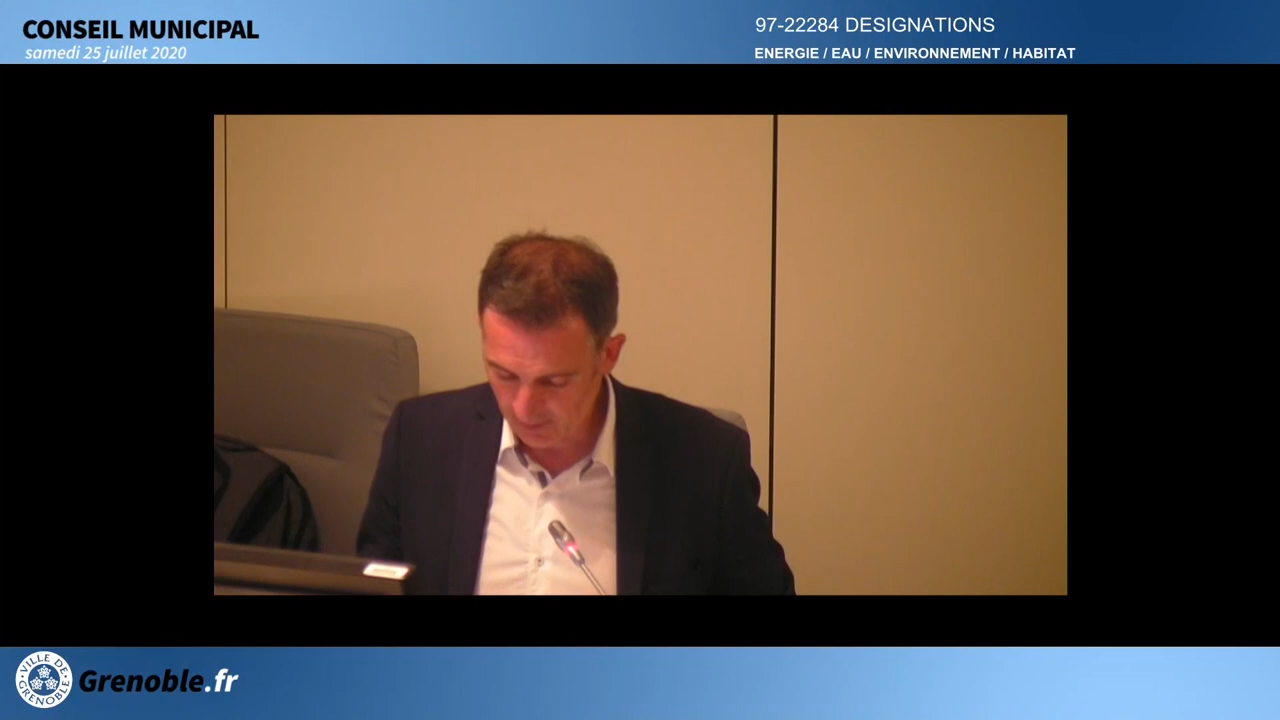 CONSEIL MUNICIPAL
samedi 25 juillet 2020
97-22284 DESIGNATIONS
ENERGIE / EAU / ENVIRONNEMENT / HABITAT
VILLE DE
GRENOBLE
Grenoble.fr